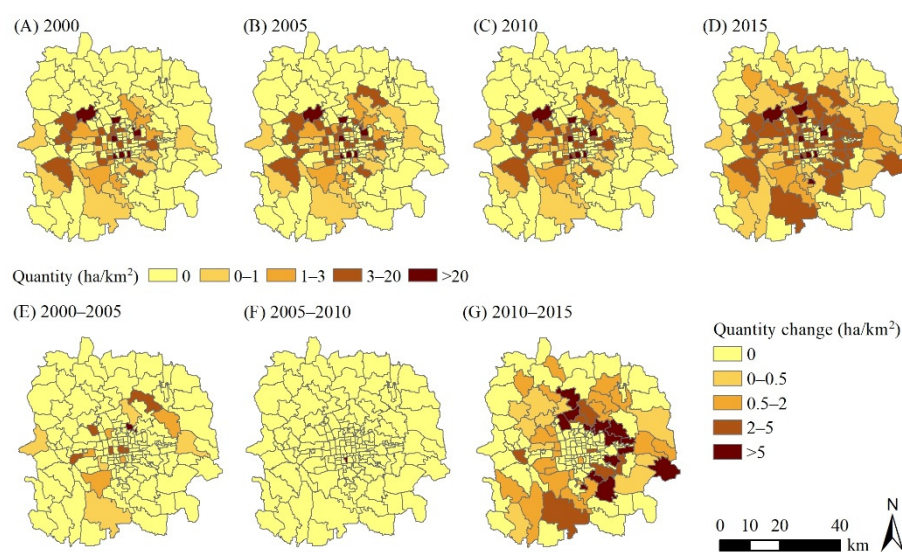 (A) 2000
(B) 2005
(C) 2010
(D) 2015
Quantity (ha/km²) 0 0–1 1–3 3–20 >20
(E) 2000–2005
(F) 2005–2010
(G) 2010–2015
Quantity change (ha/km²)
0
0–0.5
0.5–2
2–5
>5
0 10 20 40
km
N